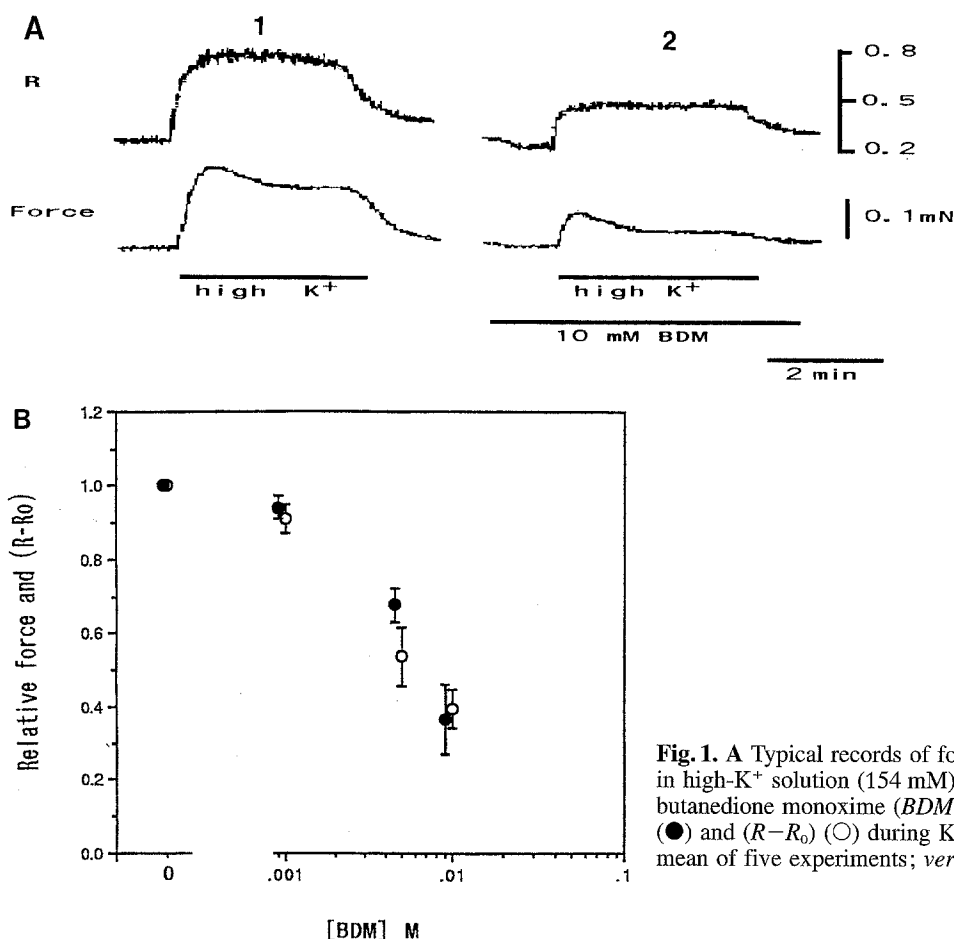 A
1
2
R
0.8
0.5
0.2
Force
0.1mN
high K⁺
high K⁺
10 mM BDM
2 min
B
Relative force and (R-Ro)
1.2
1.0
0.8
0.6
0.4
0.2
0.0
0
.001
.01
.1
[BDM] M
Fig. 1. A Typical records of fo
in high-K⁺ solution (154 mM)
butanedione monoxime (BDM
(●) and (R−R₀) (○) during K
mean of five experiments; ver